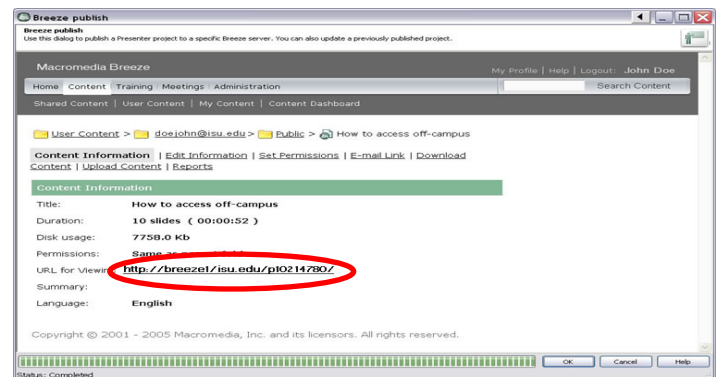 Breeze publish
Breeze publish
Use this dialog to publish a Presenter project to a specific Breeze server. You can also update a previously published project.
Macromedia Breeze
My Profile | Help | Logout: John Doe
Home Content Training Meetings Administration
Search Content
Shared Content | User Content | My Content | Content Dashboard
User Content > doejohn@isu.edu > Public > How to access off-campus
Content Information | Edit Information | Set Permissions | E-mail Link | Download
Content | Upload Content | Reports
Content Information
Title: How to access off-campus
Duration: 10 slides ( 00:00:52 )
Disk usage: 7758.0 Kb
Permissions: Same as parent
URL for Viewing http://breeze1/isu.edu/p10214780/
Summary:
Language: English
Copyright © 2001 - 2005 Macromedia, Inc. and its licensors. All rights reserved.
OK Cancel Help
Status: Completed